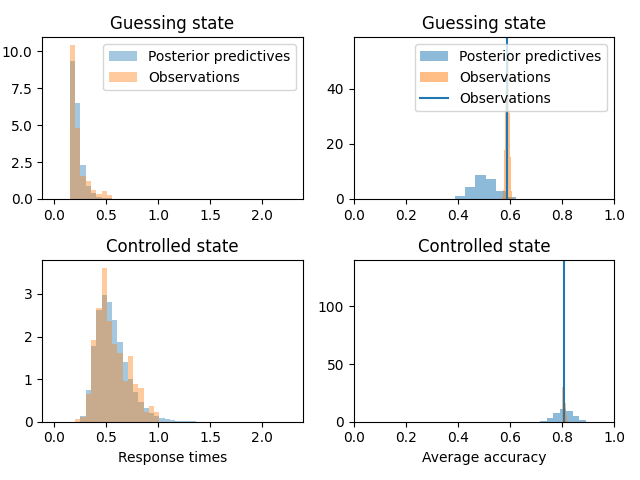 Guessing state
10.0
7.5
5.0
2.5
0.0
0.0 0.5 1.0 1.5 2.0
Posterior predictives
Observations
Guessing state
40
20
0
0.0 0.2 0.4 0.6 0.8 1.0
Posterior predictives
Observations
Observations
Controlled state
3
2
1
0
0.0 0.5 1.0 1.5 2.0
Response times
Controlled state
100
50
0
0.0 0.2 0.4 0.6 0.8 1.0
Average accuracy